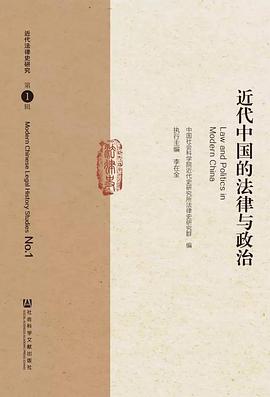 近代法律史研究
第1辑
Modern Chinese Legal History Studies No.1
近代中国的法律与政治
Law and Politics in
Modern China
中国社会科学院近代史研究所法律史研究群 编
执行主编 李在全
法律史
社会科学文献出版社